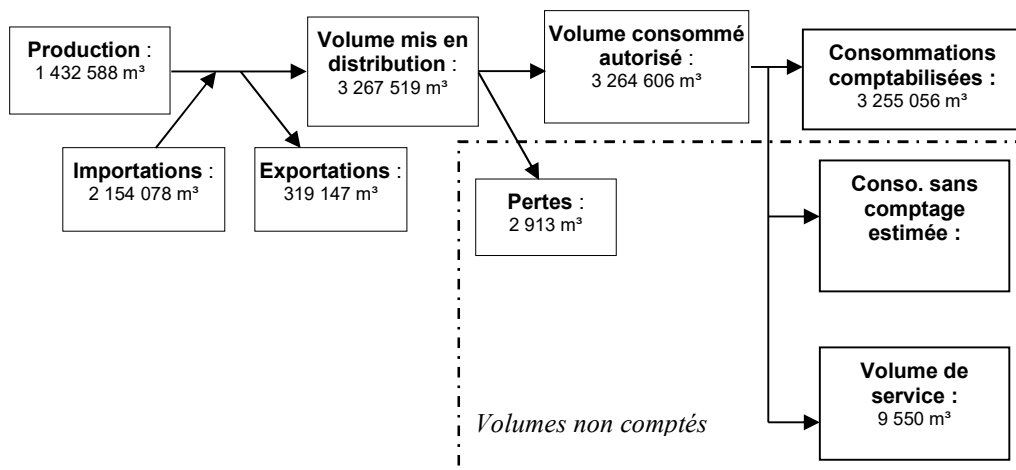 Production :
1 432 588 m³
Volume mis en
distribution :
3 267 519 m³
Volume consommé
autorisé :
3 264 606 m³
Consommations
comptabilisées :
3 255 056 m³
Importations :
2 154 078 m³
Exportations :
319 147 m³
Pertes :
2 913 m³
Conso. sans
comptage
estimée :
Volume de
service :
9 550 m³
Volumes non comptés